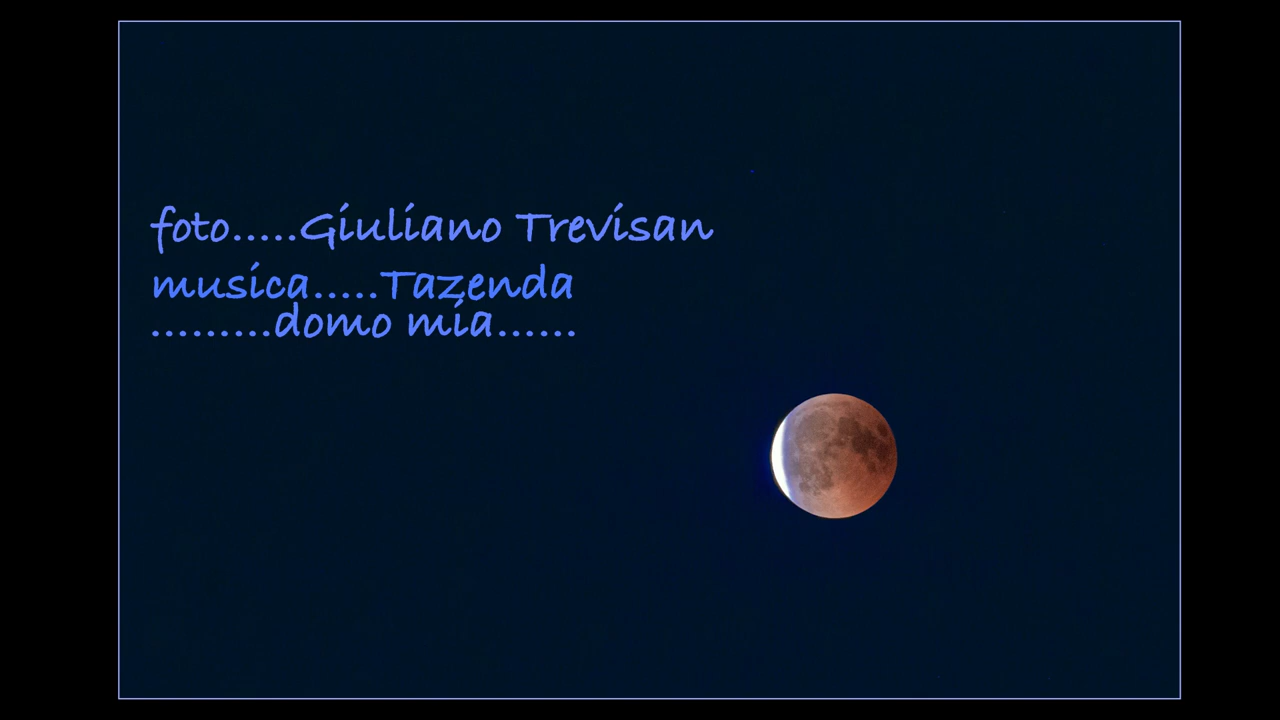 foto.....Giuliano Trevisan
musica.....Tazenda
.........domo mia......